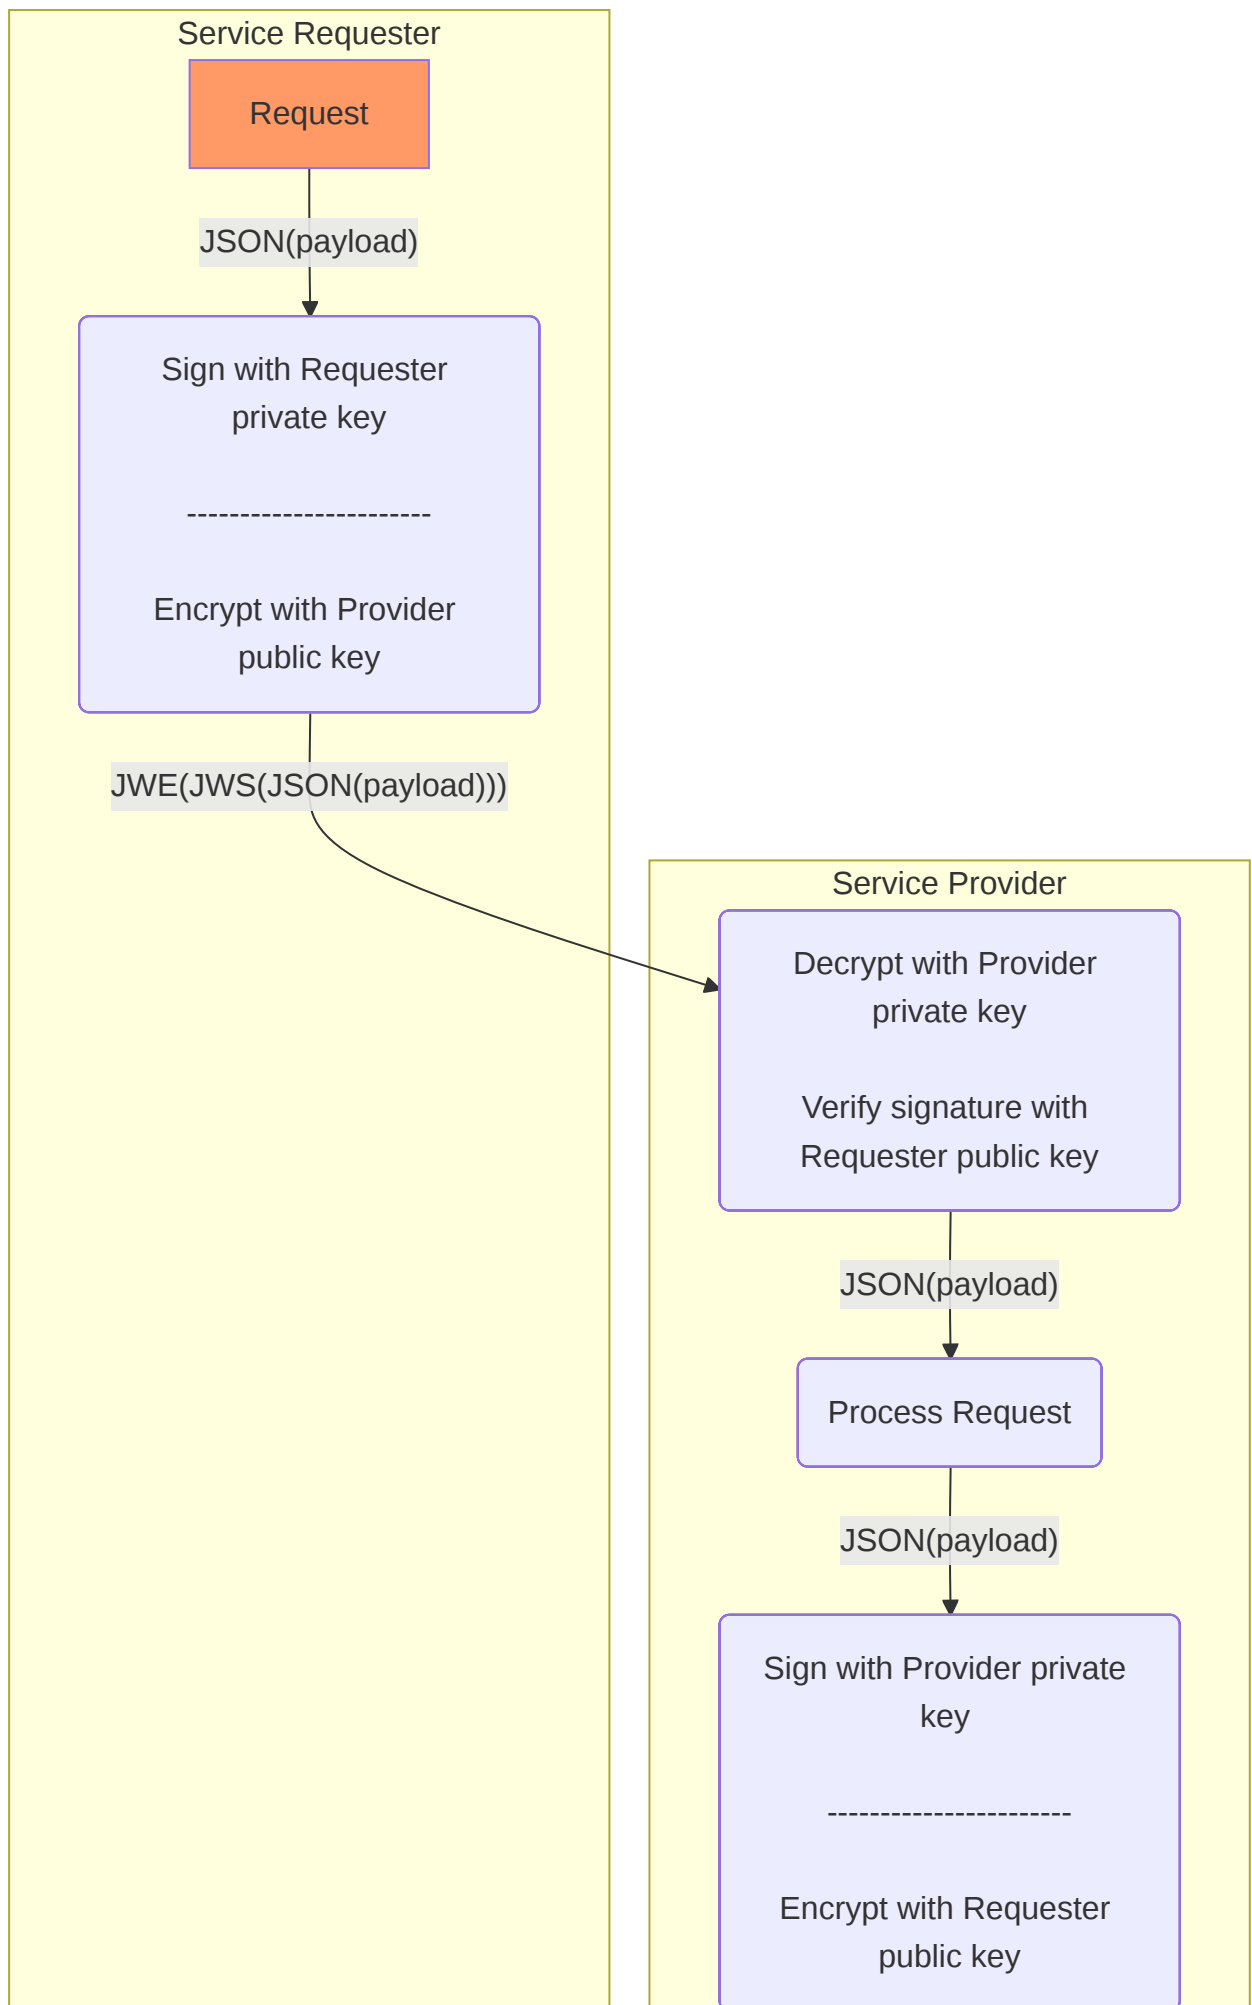 Service Requester
Request
JSON(payload)
Sign with Requester
private key
-----------------------
Encrypt with Provider
public key
JWE(JWS(JSON(payload)))
Service Provider
Decrypt with Provider
private key
Verify signature with
Requester public key
JSON(payload)
Process Request
JSON(payload)
Sign with Provider private
key
-----------------------
Encrypt with Requester
public key